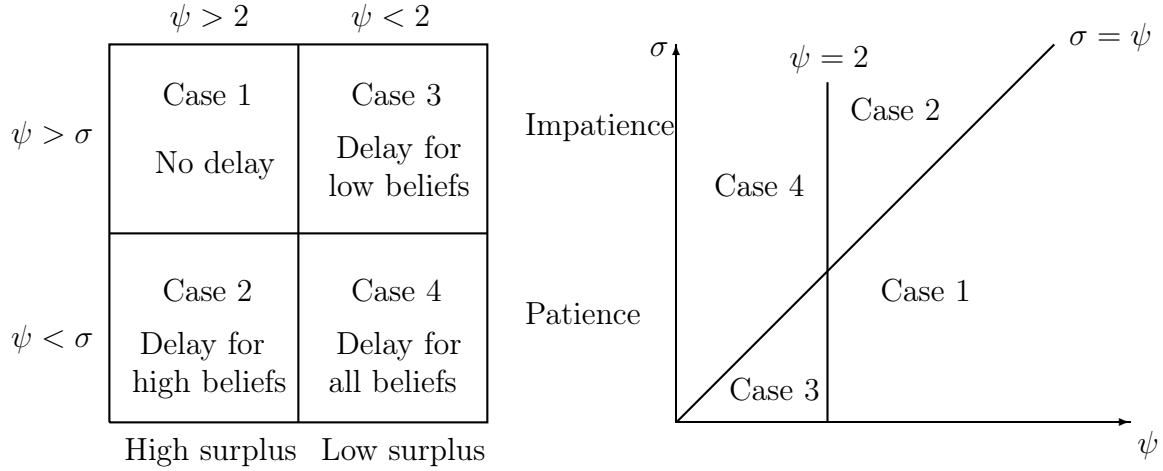 ψ > 2
ψ < 2
ψ > σ
Case 1
No delay
Case 3
Delay for
low beliefs
ψ < σ
Case 2
Delay for
high beliefs
Case 4
Delay for
all beliefs
High surplus
Low surplus
σ
ψ = 2
σ = ψ
Impatience
Case 2
Case 4
Patience
Case 1
Case 3
ψ